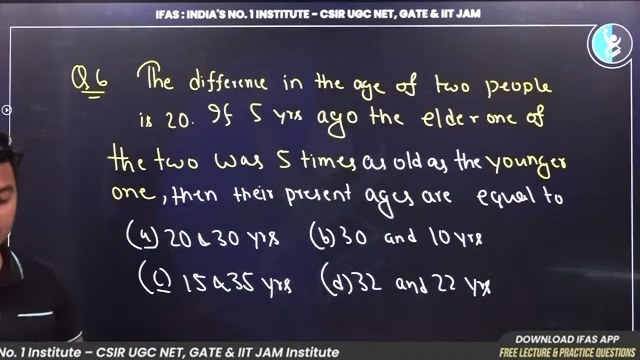 IFAS : INDIA'S NO. 1 INSTITUTE – CSIR UGC NET, GATE & IIT JAM
Q 6 The difference in the age of two people
is 20. If 5 yrs ago the elder one of
the two was 5 times as old as the younger
one, then their present ages are equal to
(a) 20 & 30 yrs (b) 30 and 10 yrs
(c) 15 & 35 yrs (d) 32 and 22 yrs
DOWNLOAD IFAS APP
No. 1 Institute – CSIR UGC NET, GATE & IIT JAM Institute
FREE LECTURE & PRACTICE QUESTIONS